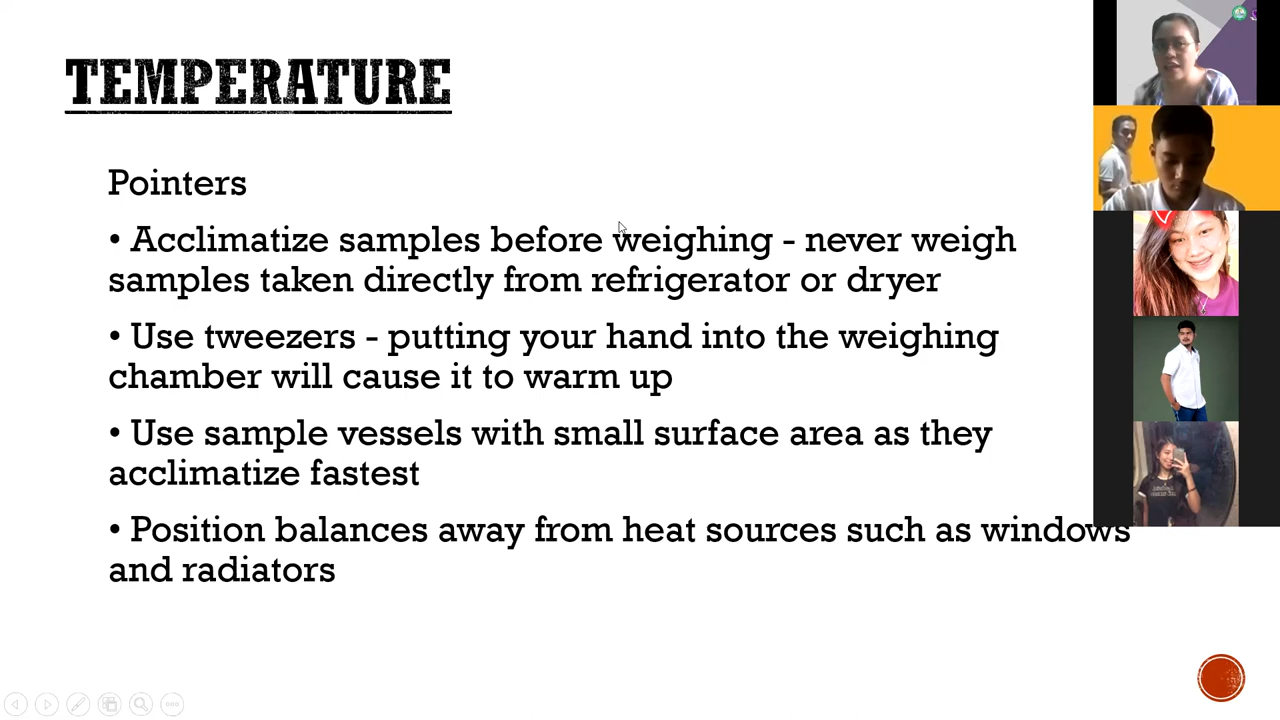 TEMPERATURE
Pointers
• Acclimatize samples before weighing - never weigh
samples taken directly from refrigerator or dryer
• Use tweezers - putting your hand into the weighing
chamber will cause it to warm up
• Use sample vessels with small surface area as they
acclimatize fastest
• Position balances away from heat sources such as windows
and radiators